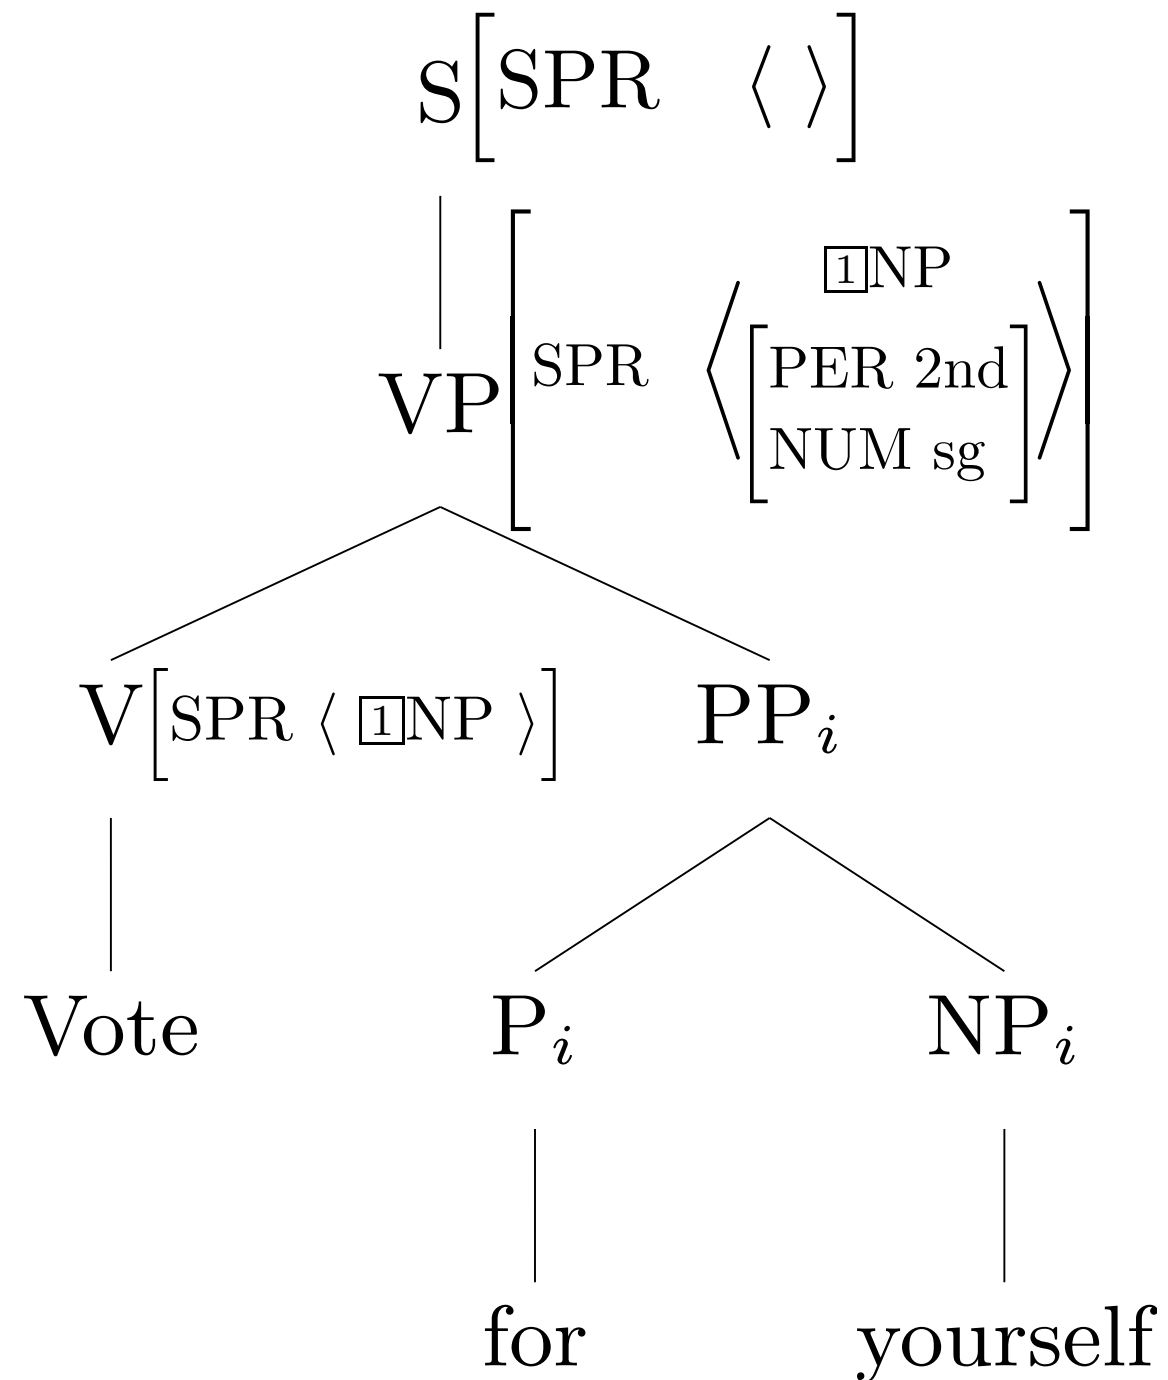 S[SPR ⟨ ⟩]
1NP
VP[SPR ⟨[PER 2nd
NUM sg]⟩]
V[SPR ⟨ 1NP ⟩] PPi
Vote Pi NPi
for yourself